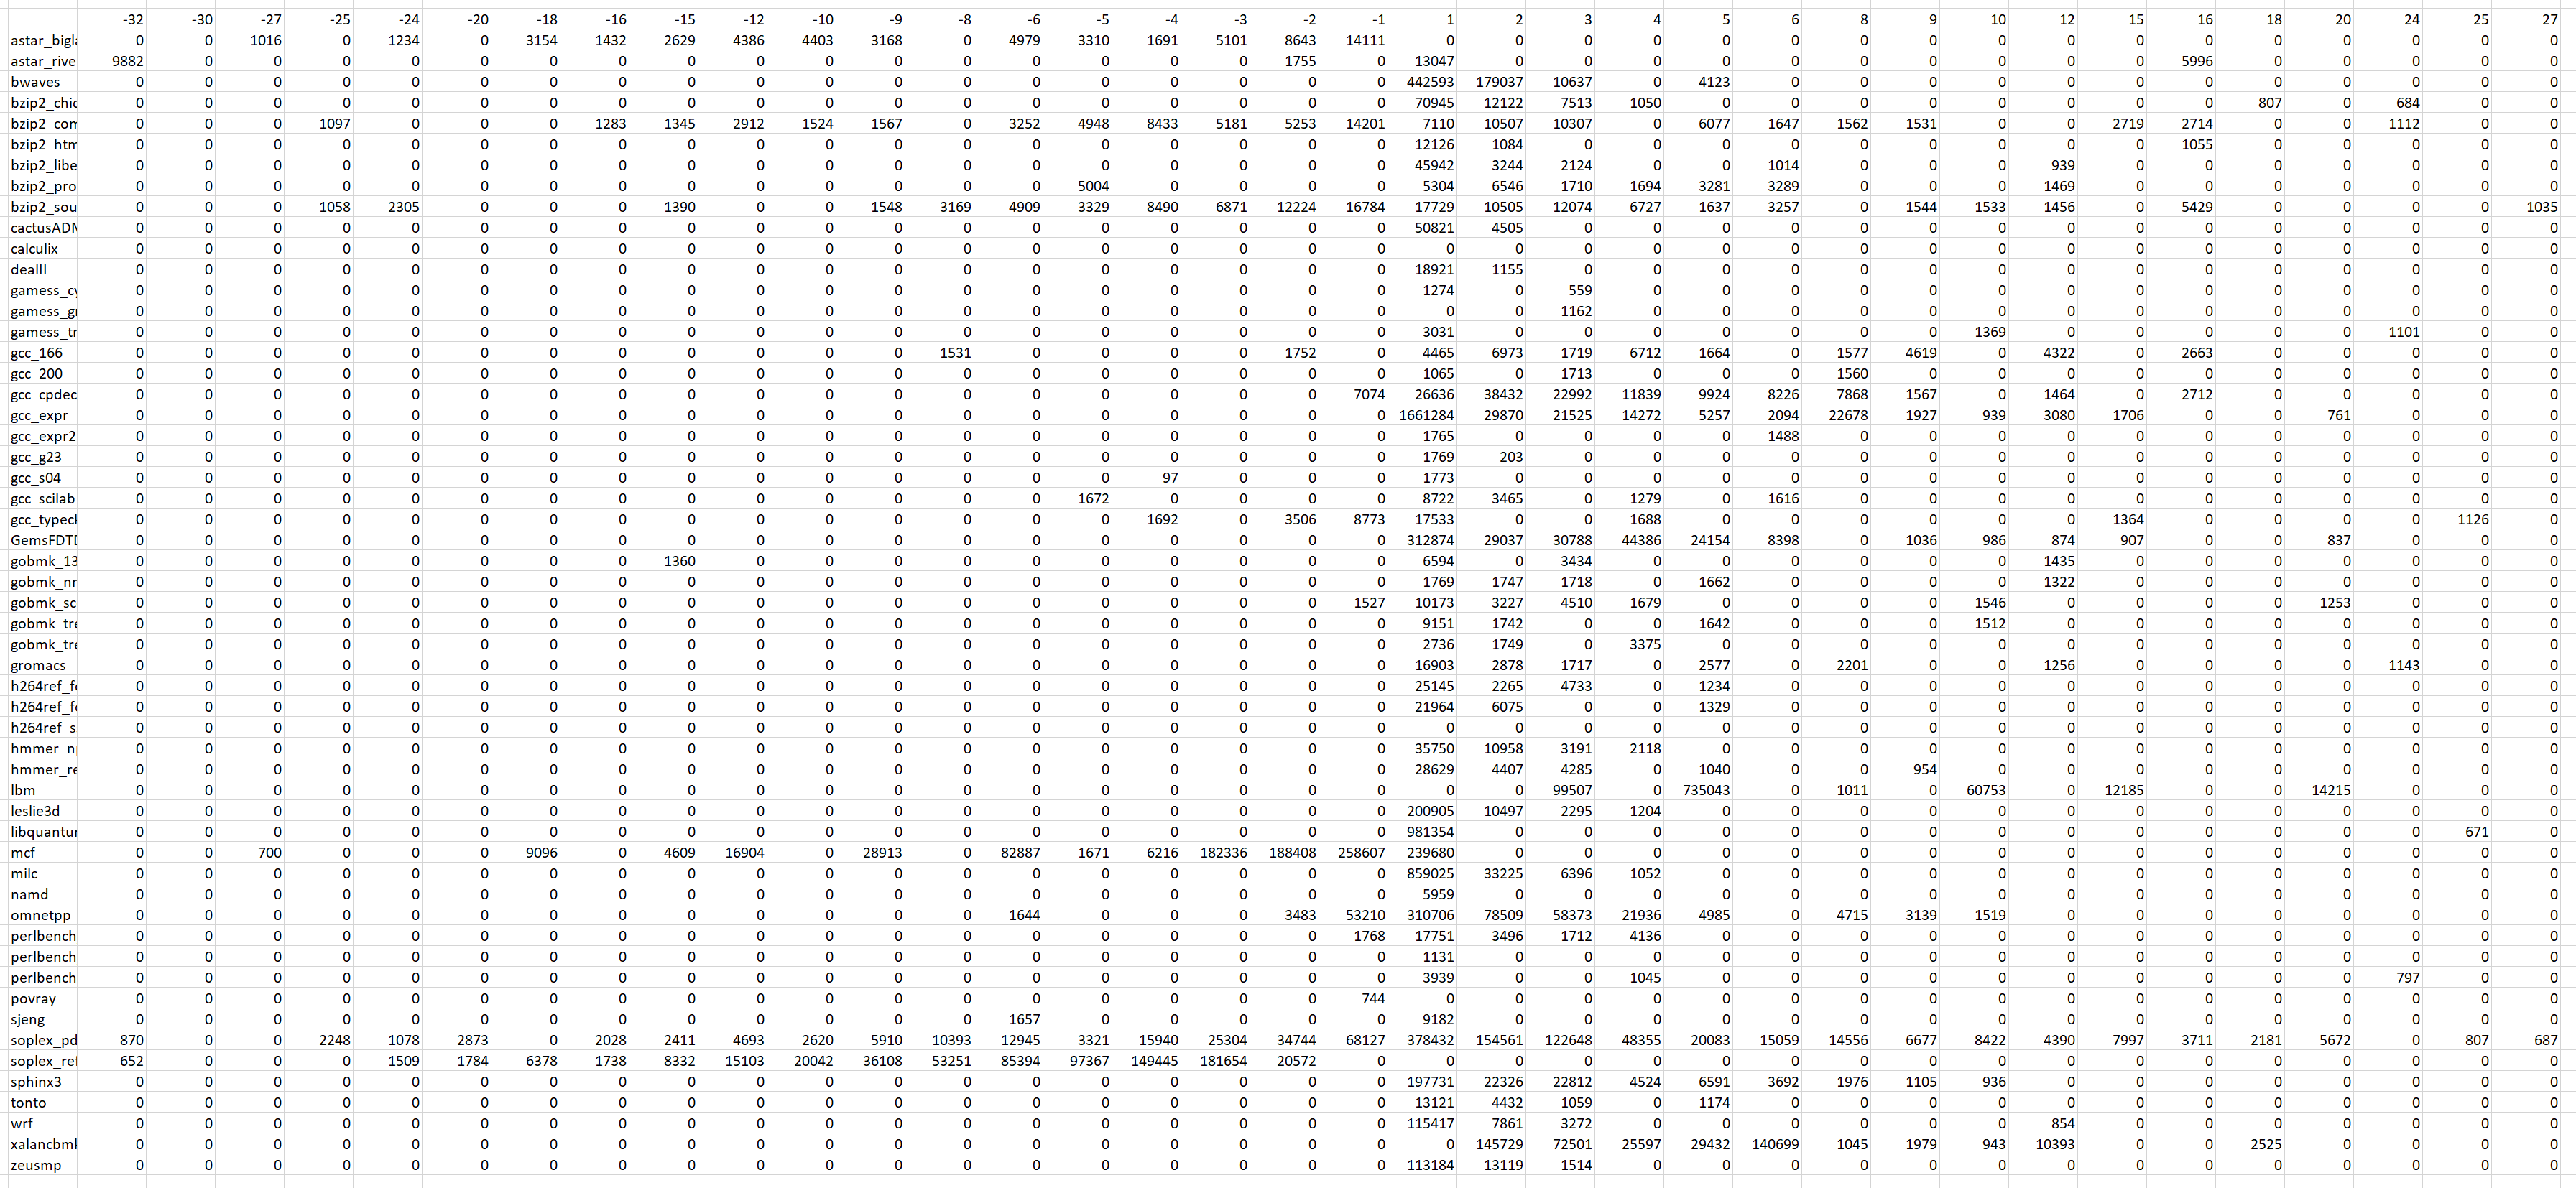 -32 -30 -27 -25 -24 -20 -18 -16 -15 -12 -10 -9 -8 -6 -5 -4 -3 -2 -1 1 2 3 4 5 6 8 9 10 12 15 16 18 20 24 25 27
astar_bigla 0 0 1016 0 1234 0 3154 1432 2629 4386 4403 3168 0 4979 3310 1691 5101 8643 14111 0 0 0 0 0 0 0 0 0 0 0 0 0 0 0 0 0
astar_rive 9882 0 0 0 0 0 0 0 0 0 0 0 0 0 0 0 0 1755 0 13047 0 0 0 0 0 0 0 0 0 0 5996 0 0 0 0 0
bwaves 0 0 0 0 0 0 0 0 0 0 0 0 0 0 0 0 0 0 0 442593 179037 10637 0 4123 0 0 0 0 0 0 0 0 0 0 0 0
bzip2_chic 0 0 0 0 0 0 0 0 0 0 0 0 0 0 0 0 0 0 0 70945 12122 7513 1050 0 0 0 0 0 0 0 0 807 0 684 0 0
bzip2_com 0 0 0 1097 0 0 0 1283 1345 2912 1524 1567 0 3252 4948 8433 5181 5253 14201 7110 10507 10307 0 6077 1647 1562 1531 0 0 2719 2714 0 0 1112 0 0
bzip2_htm 0 0 0 0 0 0 0 0 0 0 0 0 0 0 0 0 0 0 0 12126 1084 0 0 0 0 0 0 0 0 0 1055 0 0 0 0 0
bzip2_libe 0 0 0 0 0 0 0 0 0 0 0 0 0 0 0 0 0 0 0 45942 3244 2124 0 0 1014 0 0 0 939 0 0 0 0 0 0 0
bzip2_pro 0 0 0 0 0 0 0 0 0 0 0 0 0 0 5004 0 0 0 0 5304 6546 1710 1694 3281 3289 0 0 0 1469 0 0 0 0 0 0 0
bzip2_sou 0 0 0 1058 2305 0 0 0 1390 0 0 1548 3169 4909 3329 8490 6871 12224 16784 17729 10505 12074 6727 1637 3257 0 1544 1533 1456 0 5429 0 0 0 0 1035
cactusADM 0 0 0 0 0 0 0 0 0 0 0 0 0 0 0 0 0 0 0 50821 4505 0 0 0 0 0 0 0 0 0 0 0 0 0 0 0
calculix 0 0 0 0 0 0 0 0 0 0 0 0 0 0 0 0 0 0 0 0 0 0 0 0 0 0 0 0 0 0 0 0 0 0 0 0
dealII 0 0 0 0 0 0 0 0 0 0 0 0 0 0 0 0 0 0 0 18921 1155 0 0 0 0 0 0 0 0 0 0 0 0 0 0 0
gamess_cy 0 0 0 0 0 0 0 0 0 0 0 0 0 0 0 0 0 0 0 1274 0 559 0 0 0 0 0 0 0 0 0 0 0 0 0 0
gamess_gr 0 0 0 0 0 0 0 0 0 0 0 0 0 0 0 0 0 0 0 0 0 1162 0 0 0 0 0 0 0 0 0 0 0 0 0 0
gamess_tr 0 0 0 0 0 0 0 0 0 0 0 0 0 0 0 0 0 0 0 3031 0 0 0 0 0 0 0 1369 0 0 0 0 0 1101 0 0
gcc_166 0 0 0 0 0 0 0 0 0 0 0 0 1531 0 0 0 0 1752 0 4465 6973 1719 6712 1664 0 1577 4619 0 4322 0 2663 0 0 0 0 0
gcc_200 0 0 0 0 0 0 0 0 0 0 0 0 0 0 0 0 0 0 0 1065 0 1713 0 0 0 1560 0 0 0 0 0 0 0 0 0 0
gcc_cpdec 0 0 0 0 0 0 0 0 0 0 0 0 0 0 0 0 0 0 7074 26636 38432 22992 11839 9924 8226 7868 1567 0 1464 0 2712 0 0 0 0 0
gcc_expr 0 0 0 0 0 0 0 0 0 0 0 0 0 0 0 0 0 0 0 1661284 29870 21525 14272 5257 2094 22678 1927 939 3080 1706 0 0 761 0 0 0
gcc_expr2 0 0 0 0 0 0 0 0 0 0 0 0 0 0 0 0 0 0 0 1765 0 0 0 0 1488 0 0 0 0 0 0 0 0 0 0 0
gcc_g23 0 0 0 0 0 0 0 0 0 0 0 0 0 0 0 0 0 0 0 1769 203 0 0 0 0 0 0 0 0 0 0 0 0 0 0 0
gcc_s04 0 0 0 0 0 0 0 0 0 0 0 0 0 0 0 97 0 0 0 1773 0 0 0 0 0 0 0 0 0 0 0 0 0 0 0 0
gcc_scilab 0 0 0 0 0 0 0 0 0 0 0 0 0 0 1672 0 0 0 0 8722 3465 0 1279 0 1616 0 0 0 0 0 0 0 0 0 0 0
gcc_typecl 0 0 0 0 0 0 0 0 0 0 0 0 0 0 0 1692 0 3506 8773 17533 0 0 1688 0 0 0 0 0 0 1364 0 0 0 0 1126 0
GemsFDTD 0 0 0 0 0 0 0 0 0 0 0 0 0 0 0 0 0 0 0 312874 29037 30788 44386 24154 8398 0 1036 986 874 907 0 0 837 0 0 0
gobmk_13 0 0 0 0 0 0 0 0 1360 0 0 0 0 0 0 0 0 0 0 6594 0 3434 0 0 0 0 0 0 1435 0 0 0 0 0 0 0
gobmk_nr 0 0 0 0 0 0 0 0 0 0 0 0 0 0 0 0 0 0 0 1769 1747 1718 0 1662 0 0 0 0 1322 0 0 0 0 0 0 0
gobmk_sc 0 0 0 0 0 0 0 0 0 0 0 0 0 0 0 0 0 0 1527 10173 3227 4510 1679 0 0 0 0 1546 0 0 0 0 1253 0 0 0
gobmk_tre 0 0 0 0 0 0 0 0 0 0 0 0 0 0 0 0 0 0 0 9151 1742 0 0 1642 0 0 0 1512 0 0 0 0 0 0 0 0
gobmk_tre 0 0 0 0 0 0 0 0 0 0 0 0 0 0 0 0 0 0 0 2736 1749 0 3375 0 0 0 0 0 0 0 0 0 0 0 0 0
gromacs 0 0 0 0 0 0 0 0 0 0 0 0 0 0 0 0 0 0 0 16903 2878 1717 0 2577 0 2201 0 0 1256 0 0 0 0 1143 0 0
h264ref_fo 0 0 0 0 0 0 0 0 0 0 0 0 0 0 0 0 0 0 0 25145 2265 4733 0 1234 0 0 0 0 0 0 0 0 0 0 0 0
h264ref_fo 0 0 0 0 0 0 0 0 0 0 0 0 0 0 0 0 0 0 0 21964 6075 0 0 1329 0 0 0 0 0 0 0 0 0 0 0 0
h264ref_s 0 0 0 0 0 0 0 0 0 0 0 0 0 0 0 0 0 0 0 0 0 0 0 0 0 0 0 0 0 0 0 0 0 0 0 0
hmmer_n 0 0 0 0 0 0 0 0 0 0 0 0 0 0 0 0 0 0 0 35750 10958 3191 2118 0 0 0 0 0 0 0 0 0 0 0 0 0
hmmer_re 0 0 0 0 0 0 0 0 0 0 0 0 0 0 0 0 0 0 0 28629 4407 4285 0 1040 0 0 954 0 0 0 0 0 0 0 0 0
lbm 0 0 0 0 0 0 0 0 0 0 0 0 0 0 0 0 0 0 0 0 0 99507 0 735043 0 1011 0 60753 0 12185 0 0 14215 0 0 0
leslie3d 0 0 0 0 0 0 0 0 0 0 0 0 0 0 0 0 0 0 0 200905 10497 2295 1204 0 0 0 0 0 0 0 0 0 0 0 0 0
libquantur 0 0 0 0 0 0 0 0 0 0 0 0 0 0 0 0 0 0 0 981354 0 0 0 0 0 0 0 0 0 0 0 0 0 0 671 0
mcf 0 0 700 0 0 0 9096 0 4609 16904 0 28913 0 82887 1671 6216 182336 188408 258607 239680 0 0 0 0 0 0 0 0 0 0 0 0 0 0 0 0
milc 0 0 0 0 0 0 0 0 0 0 0 0 0 0 0 0 0 0 0 859025 33225 6396 1052 0 0 0 0 0 0 0 0 0 0 0 0 0
namd 0 0 0 0 0 0 0 0 0 0 0 0 0 0 0 0 0 0 0 5959 0 0 0 0 0 0 0 0 0 0 0 0 0 0 0 0
omnetpp 0 0 0 0 0 0 0 0 0 0 0 0 0 1644 0 0 0 3483 53210 310706 78509 58373 21936 4985 0 4715 3139 1519 0 0 0 0 0 0 0 0
perlbench 0 0 0 0 0 0 0 0 0 0 0 0 0 0 0 0 0 0 1768 17751 3496 1712 4136 0 0 0 0 0 0 0 0 0 0 0 0 0
perlbench 0 0 0 0 0 0 0 0 0 0 0 0 0 0 0 0 0 0 0 1131 0 0 0 0 0 0 0 0 0 0 0 0 0 0 0 0
perlbench 0 0 0 0 0 0 0 0 0 0 0 0 0 0 0 0 0 0 0 3939 0 0 1045 0 0 0 0 0 0 0 0 0 0 797 0 0
povray 0 0 0 0 0 0 0 0 0 0 0 0 0 0 0 0 0 0 744 0 0 0 0 0 0 0 0 0 0 0 0 0 0 0 0 0
sjeng 0 0 0 0 0 0 0 0 0 0 0 0 0 1657 0 0 0 0 0 9182 0 0 0 0 0 0 0 0 0 0 0 0 0 0 0 0
soplex_pd 870 0 0 2248 1078 2873 0 2028 2411 4693 2620 5910 10393 12945 3321 15940 25304 34744 68127 378432 154561 122648 48355 20083 15059 14556 6677 8422 4390 7997 3711 2181 5672 0 807 687
soplex_ref 652 0 0 0 1509 1784 6378 1738 8332 15103 20042 36108 53251 85394 97367 149445 181654 20572 0 0 0 0 0 0 0 0 0 0 0 0 0 0 0 0 0 0
sphinx3 0 0 0 0 0 0 0 0 0 0 0 0 0 0 0 0 0 0 0 197731 22326 22812 4524 6591 3692 1976 1105 936 0 0 0 0 0 0 0 0
tonto 0 0 0 0 0 0 0 0 0 0 0 0 0 0 0 0 0 0 0 13121 4432 1059 0 1174 0 0 0 0 0 0 0 0 0 0 0 0
wrf 0 0 0 0 0 0 0 0 0 0 0 0 0 0 0 0 0 0 0 115417 7861 3272 0 0 0 0 0 0 854 0 0 0 0 0 0 0
xalancbml 0 0 0 0 0 0 0 0 0 0 0 0 0 0 0 0 0 0 0 0 145729 72501 25597 29432 140699 1045 1979 943 10393 0 0 2525 0 0 0 0
zeusmp 0 0 0 0 0 0 0 0 0 0 0 0 0 0 0 0 0 0 0 113184 13119 1514 0 0 0 0 0 0 0 0 0 0 0 0 0 0